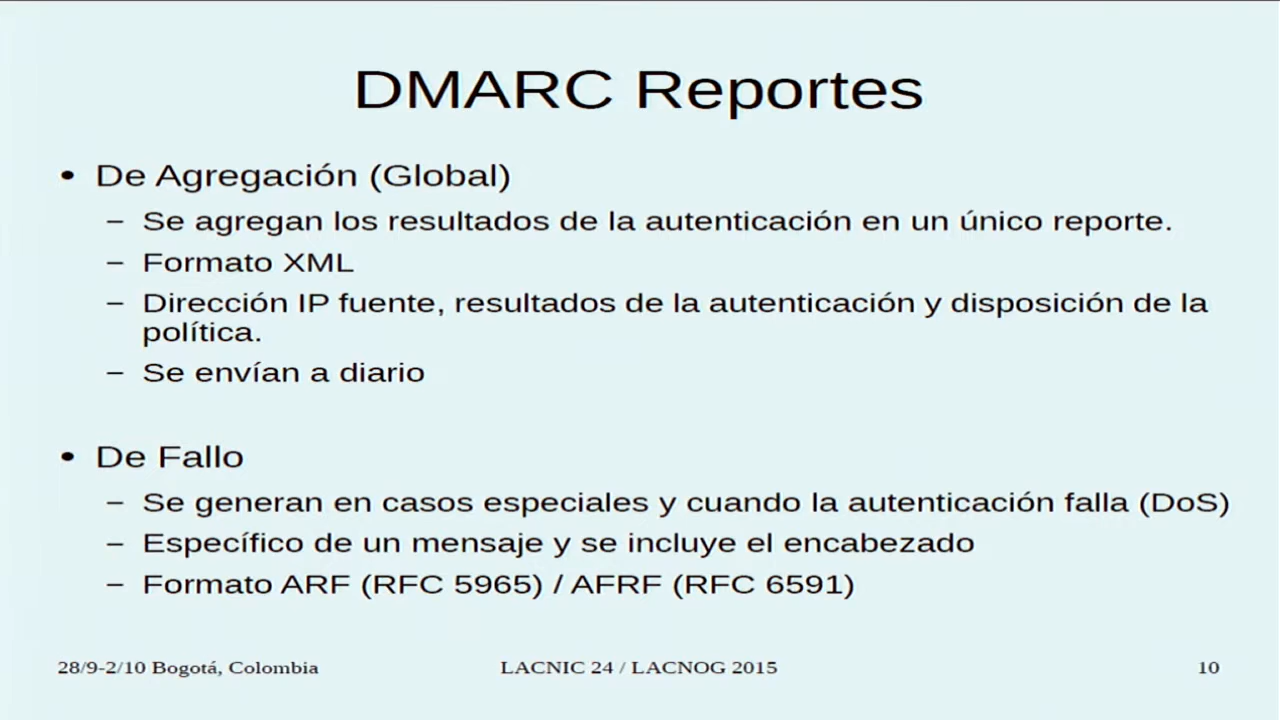 DMARC Reportes
• De Agregación (Global)
– Se agregan los resultados de la autenticación en un único reporte.
– Formato XML
– Dirección IP fuente, resultados de la autenticación y disposición de la
política.
– Se envían a diario
• De Fallo
– Se generan en casos especiales y cuando la autenticación falla (DoS)
– Específico de un mensaje y se incluye el encabezado
– Formato ARF (RFC 5965) / AFRF (RFC 6591)
28/9-2/10 Bogotá, Colombia
LACNIC 24 / LACNOG 2015
10